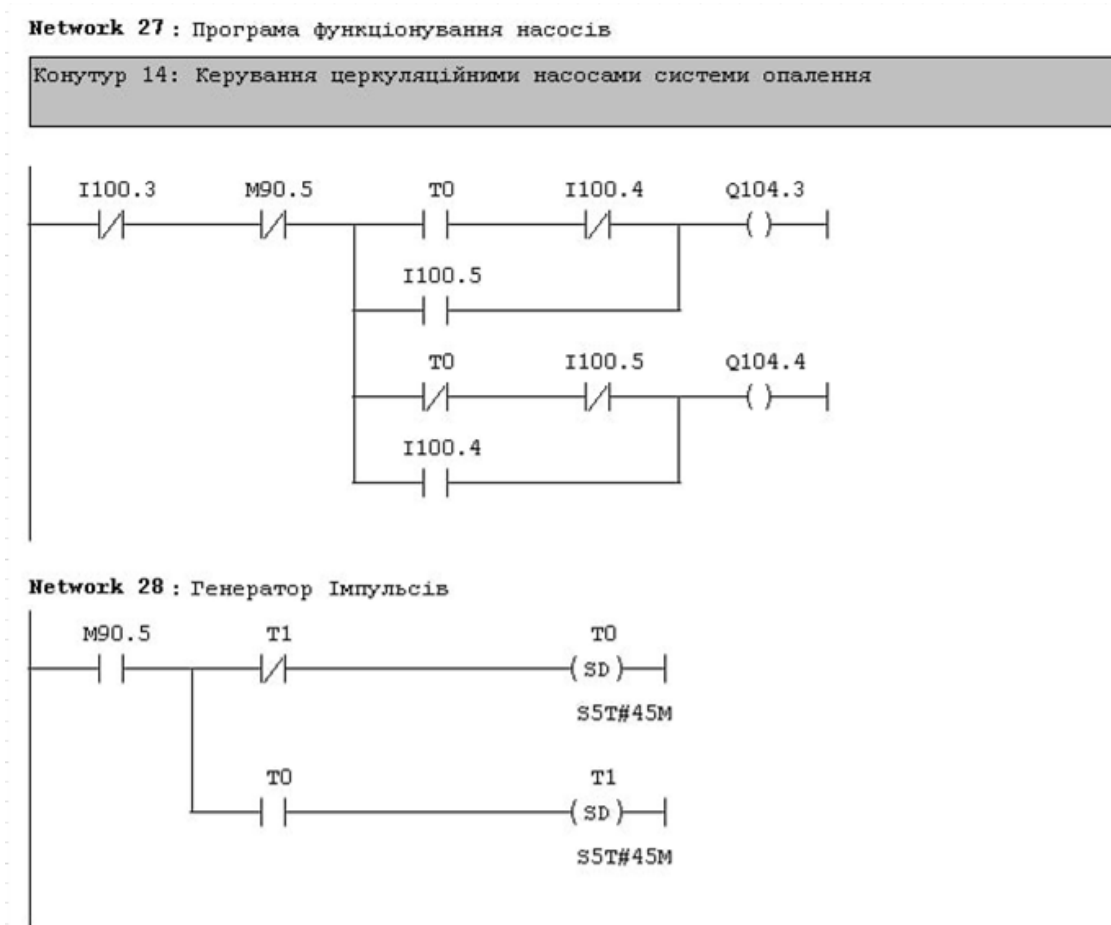 Network 27 : Програма функціонування насосів
Конутур 14: Керування церкуляційними насосами системи опалення
I100.3 M90.5 T0 I100.4 Q104.3
I100.5
T0 I100.5 Q104.4
I100.4
Network 28 : Генератор Імпульсів
M90.5 T1 T0
SD
S5T#45M
T0 T1
SD
S5T#45M